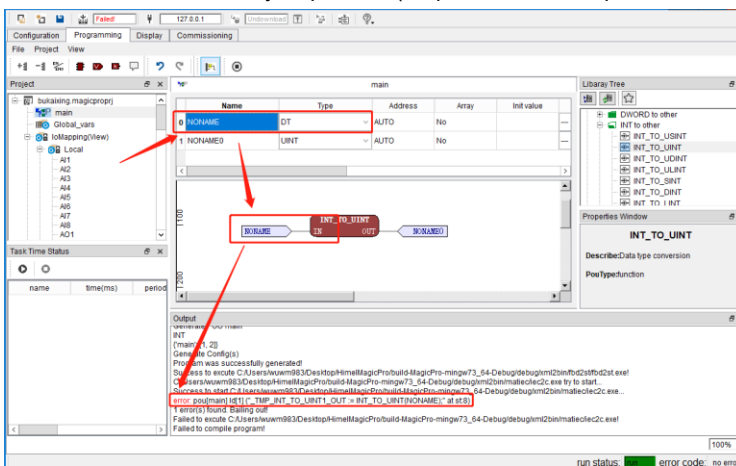 Failed!
127.0.0.1
Undownload
Configuration Programming Display Commissioning
File Project View
Project
main
Libaray Tree
bukaixing.magicproprj
main
Global_vars
IoMapping(View)
Local
AI1
AI2
AI3
AI4
AI5
AI6
AI7
AI8
AO1
Name Type Address Array Init value
0 NONAME DT AUTO No
1 NONAME0 UINT AUTO No
DWORD to other
INT to other
INT_TO_USINT
INT_TO_UINT
INT_TO_UDINT
INT_TO_ULINT
INT_TO_SINT
INT_TO_DINT
INT_TO_LINT
100
200
INT_TO_UINT
NONAME IN OUT NONAME0
Properties Window
INT_TO_UINT
Describe:Data type conversion
PouType:function
Task Time Status
name time(ms) period
Output
INT
Generate Config(s)
Program was successfully generated!
Success to excute C:/Users/wuwm983/Desktop/HimelMagicPro/build-MagicPro-mingw73_64-Debug/debug/xml2bin/fbd2st/fbd2st.exe!
C:/Users/wuwm983/Desktop/HimelMagicPro/build-MagicPro-mingw73_64-Debug/debug/xml2bin/matiec/iec2c.exe try to start...
Success to start C:/Users/wuwm983/Desktop/HimelMagicPro/build-MagicPro-mingw73_64-Debug/debug/xml2bin/matiec/iec2c.exe...
error: pou[main] Id[1] ("_TMP_INT_TO_UINT1_OUT := INT_TO_UINT(NONAME);" at st:8)
1 error(s) found. Bailing out!
Failed to excute C:/Users/wuwm983/Desktop/HimelMagicPro/build-MagicPro-mingw73_64-Debug/debug/xml2bin/matiec/iec2c.exe!
Failed to compile program!
100%
run status: error code: no erro